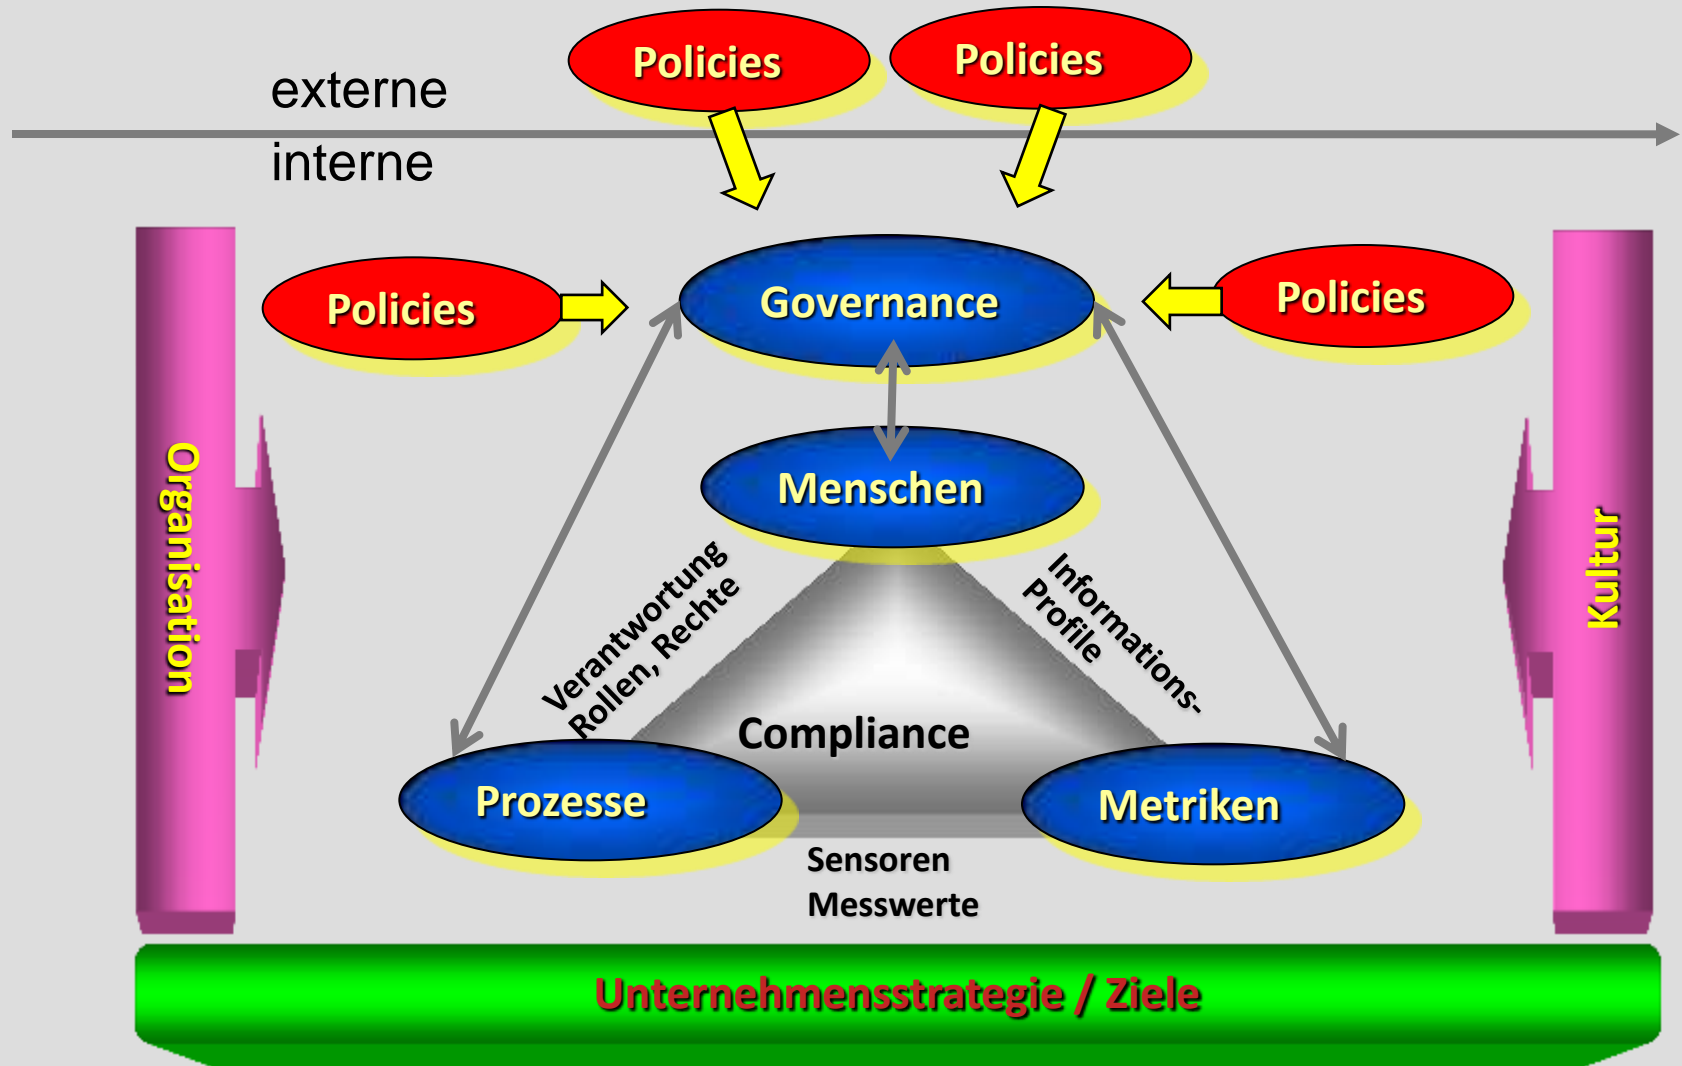 Policies
Policies
externe
interne
Policies
Governance
Policies
Menschen
Organisation
Verantwortung
Rollen, Rechte
Informations-
Profile
Kultur
Compliance
Prozesse
Metriken
Sensoren
Messwerte
Unternehmensstrategie / Ziele